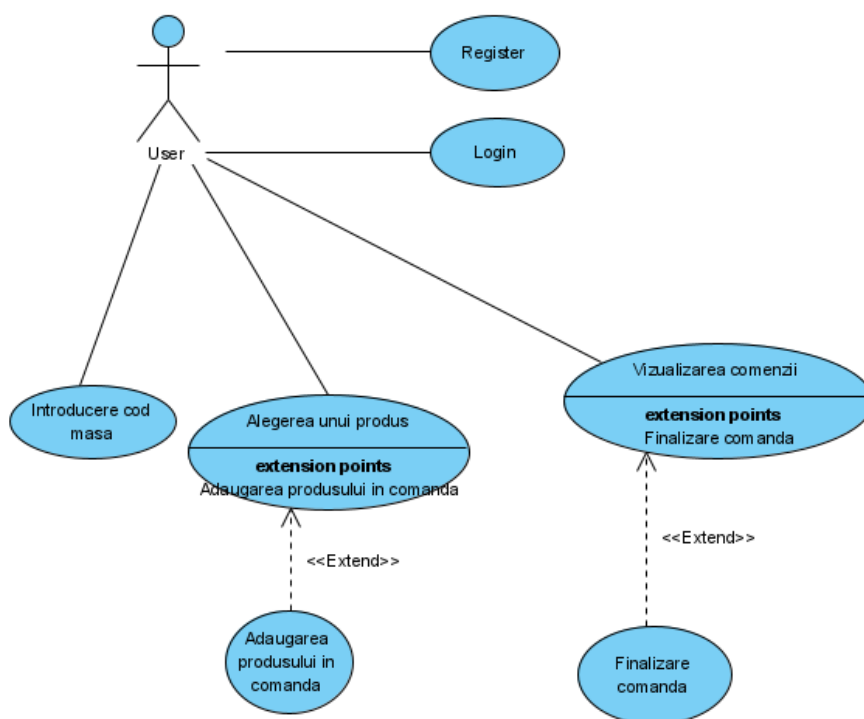 Register
User
Login
Introducere cod
masa
Alegerea unui produs
extension points
Adaugarea produsului in comanda
Vizualizarea comenzii
extension points
Finalizare comanda
<<Extend>>
<<Extend>>
Adaugarea
produsului in
comanda
Finalizare
comanda